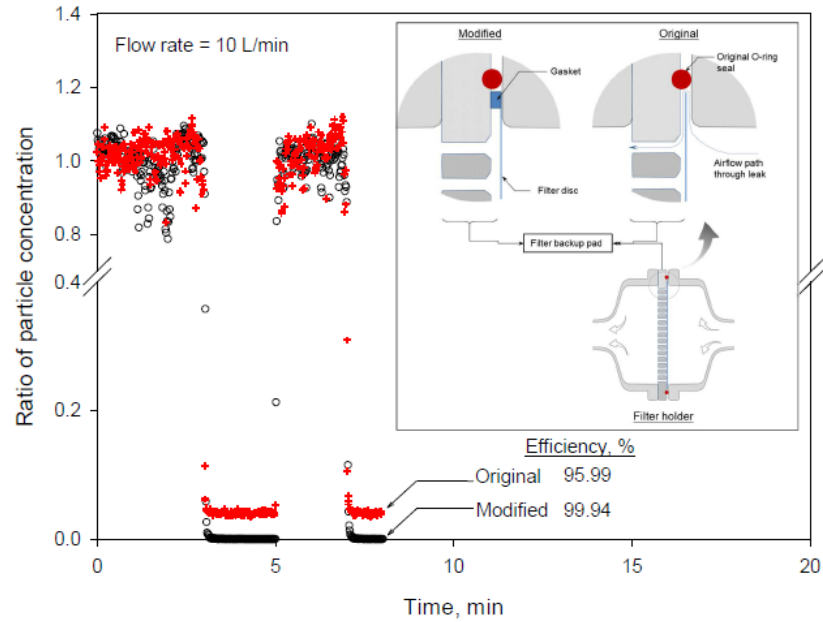 Flow rate = 10 L/min
Ratio of particle concentration
1.4
1.2
1.0
0.8
0.4
0.2
0.0
0
5
10
15
20
Time, min
Modified
Original
Gasket
Original O-ring
seal
Filter disc
Airflow path
through leak
Filter backup pad
Filter holder
Efficiency, %
Original 95.99
Modified 99.94